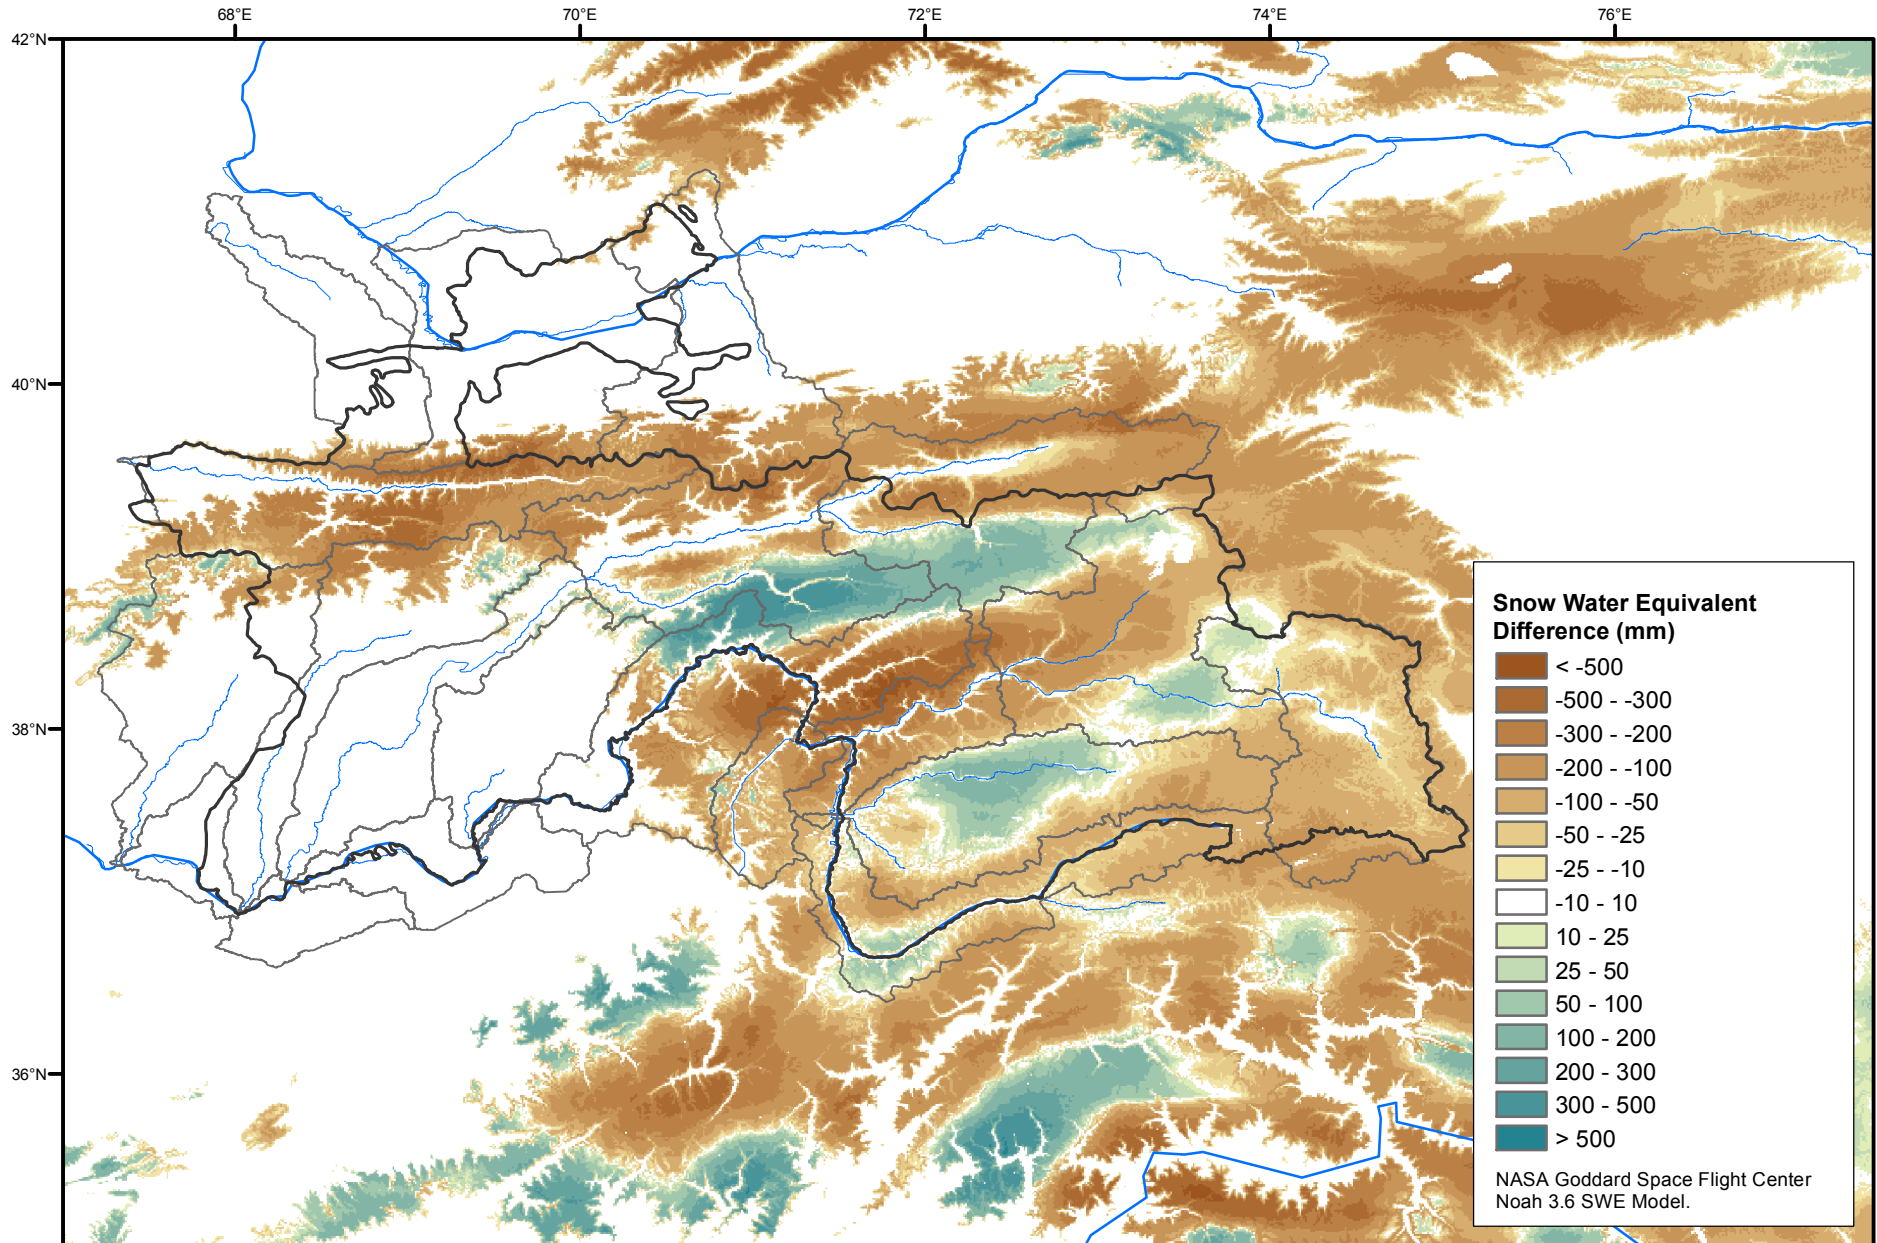 68°E 70°E 72°E 74°E 76°E
42°N
40°N
38°N
36°N
Snow Water Equivalent
Difference (mm)
< -500
-500 - -300
-300 - -200
-200 - -100
-100 - -50
-50 - -25
-25 - -10
-10 - 10
10 - 25
25 - 50
50 - 100
100 - 200
200 - 300
300 - 500
> 500
NASA Goddard Space Flight Center
Noah 3.6 SWE Model.